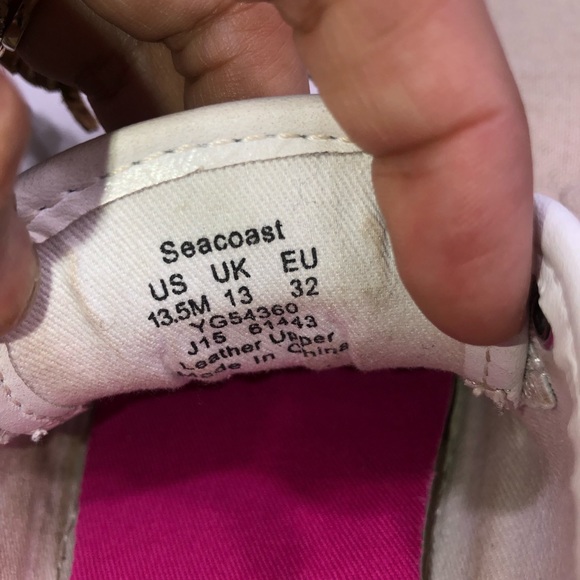 Seacoast
US UK EU
13.5M 13 32
YG54360
J15 61443
Leather Upper
Made In China